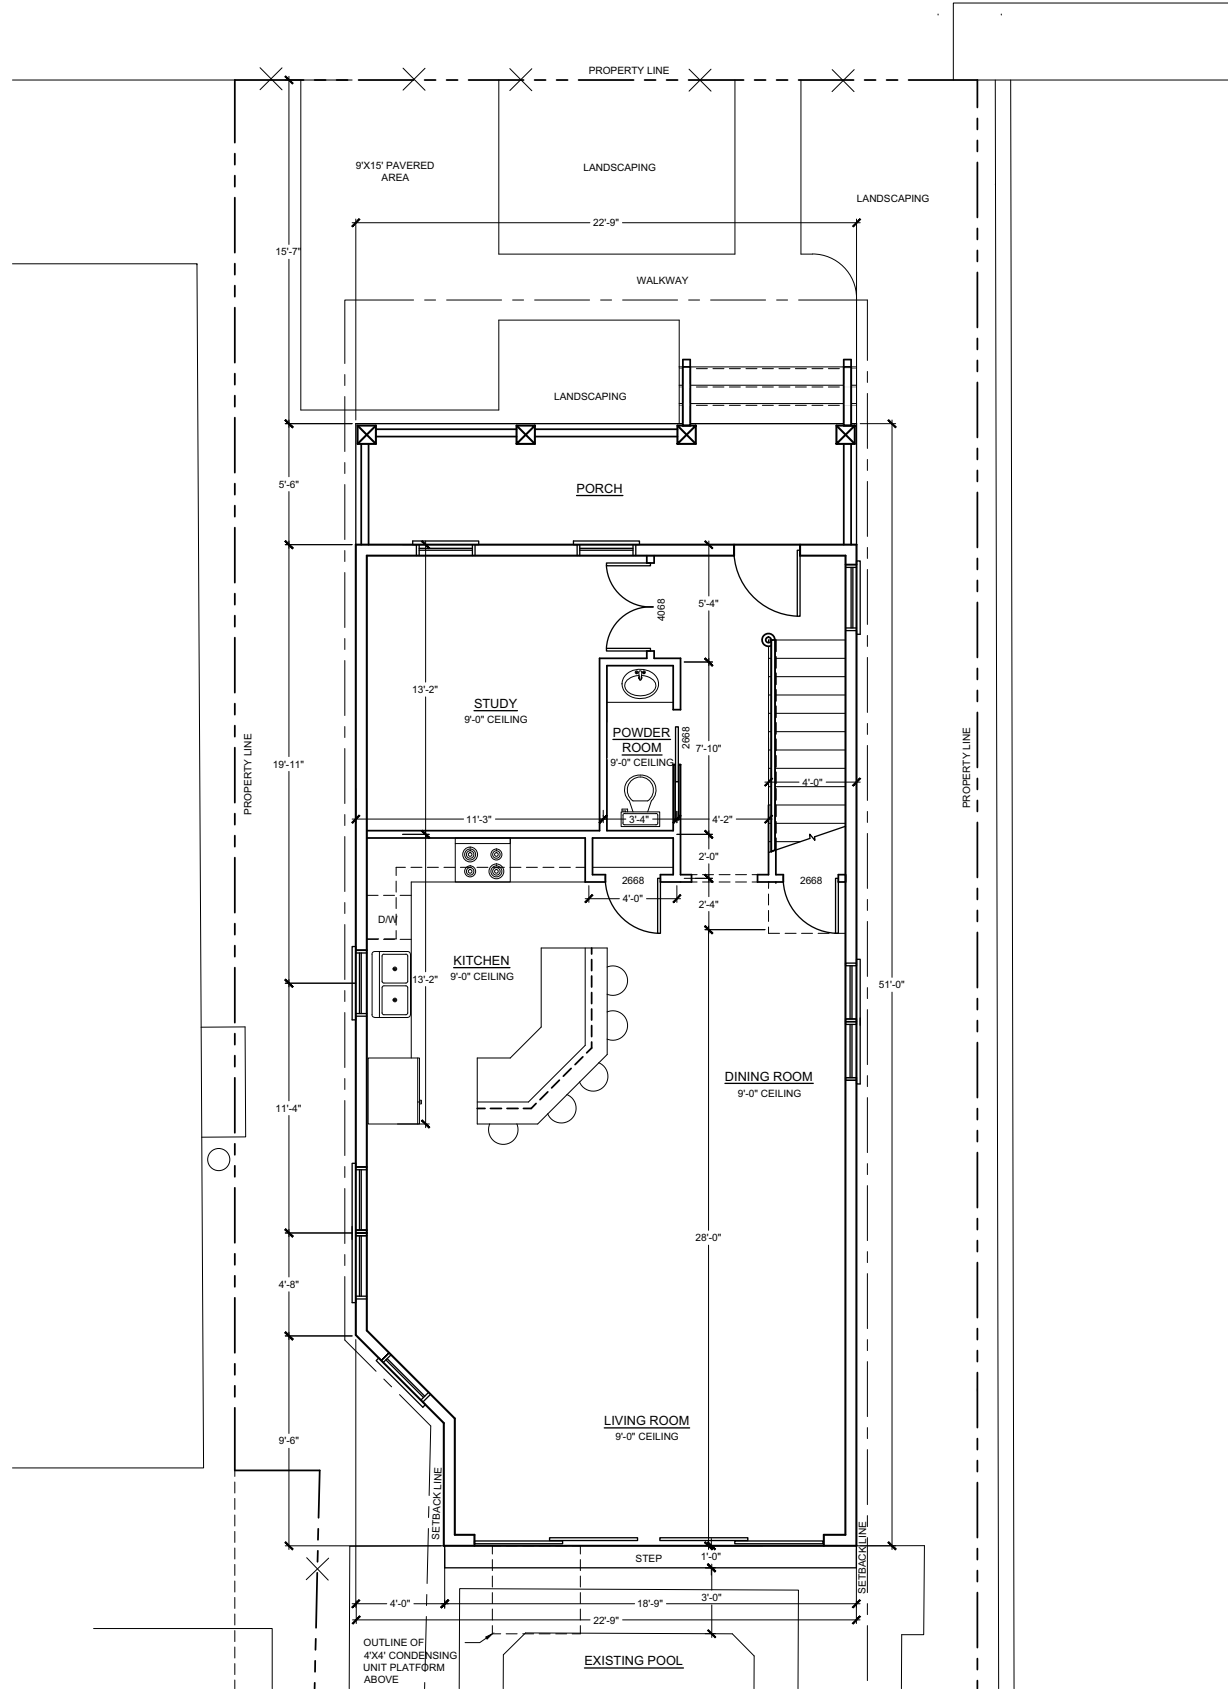 PROPERTY LINE
9'X15' PAVERED
AREA
LANDSCAPING
LANDSCAPING
22'-9"
15'-7"
WALKWAY
LANDSCAPING
5'-6"
PORCH
4068
5'-4"
13'-2"
STUDY
9'-0" CEILING
POWDER
ROOM
9'-0" CEILING
2668
7'-10"
PROPERTY LINE
19'-11"
PROPERTY LINE
4'-0"
11'-3"
3'-4"
4'-2"
2'-0"
2668
2668
4'-0"
2'-4"
D/W
KITCHEN
9'-0" CEILING
13'-2"
51'-0"
DINING ROOM
9'-0" CEILING
11'-4"
28'-0"
4'-8"
LIVING ROOM
9'-0" CEILING
9'-6"
SETBACK LINE
SETBACK LINE
STEP
1'-0"
3'-0"
4'-0"
18'-9"
22'-9"
OUTLINE OF
4'X4' CONDENSING
UNIT PLATFORM
ABOVE
EXISTING POOL